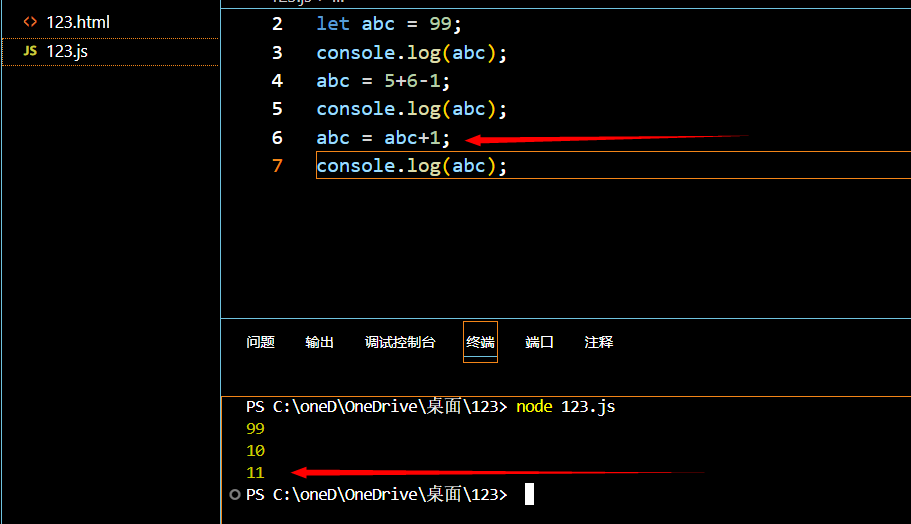 123.html
JS 123.js
2 let abc = 99;
3 console.log(abc);
4 abc = 5+6-1;
5 console.log(abc);
6 abc = abc+1;
7 console.log(abc);
问题 输出 调试控制台 终端 端口 注释
PS C:\oneD\OneDrive\桌面\123> node 123.js
99
10
11
PS C:\oneD\OneDrive\桌面\123>